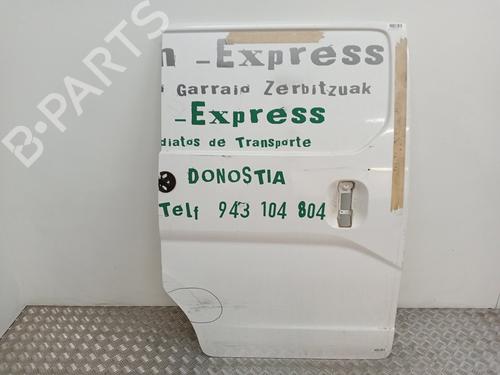 n - Express
Garraio Zerbitzuak
- Express
diatos de Transporte
DONOSTIA
Telf 943 104 804
B-PARTS